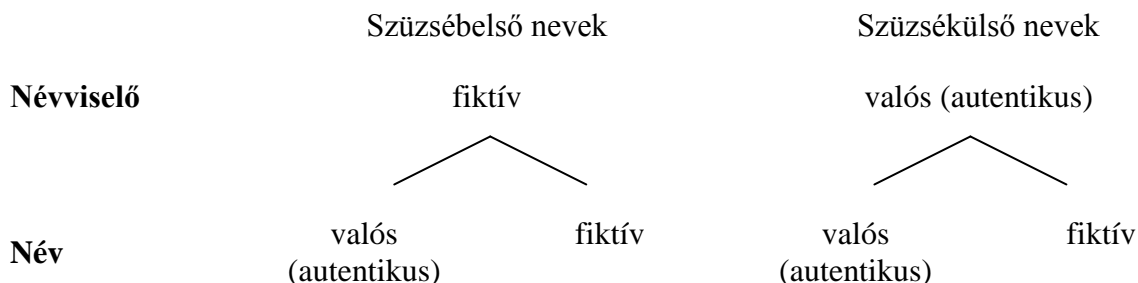 Szüzsébelső nevek Szüzsékülső nevek
Névviselő fiktív valós (autentikus)
Név valós (autentikus) fiktív valós (autentikus) fiktív